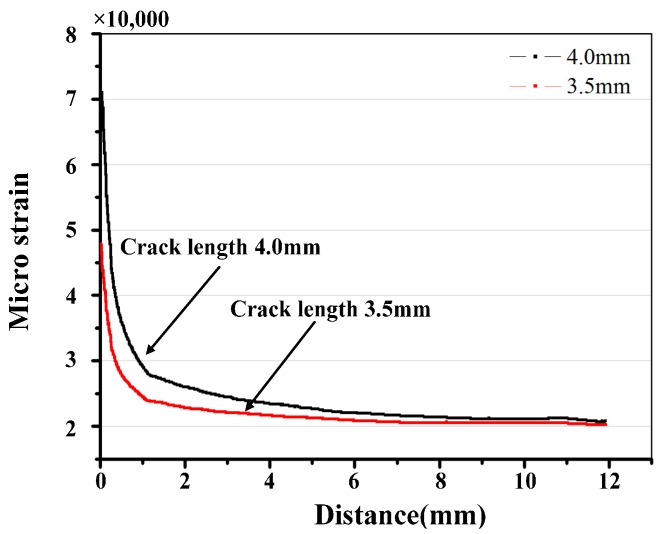 ×10,000
8
7
6
5
4
3
2
Micro strain
4.0mm
3.5mm
Crack length 4.0mm
Crack length 3.5mm
0 2 4 6 8 10 12
Distance(mm)